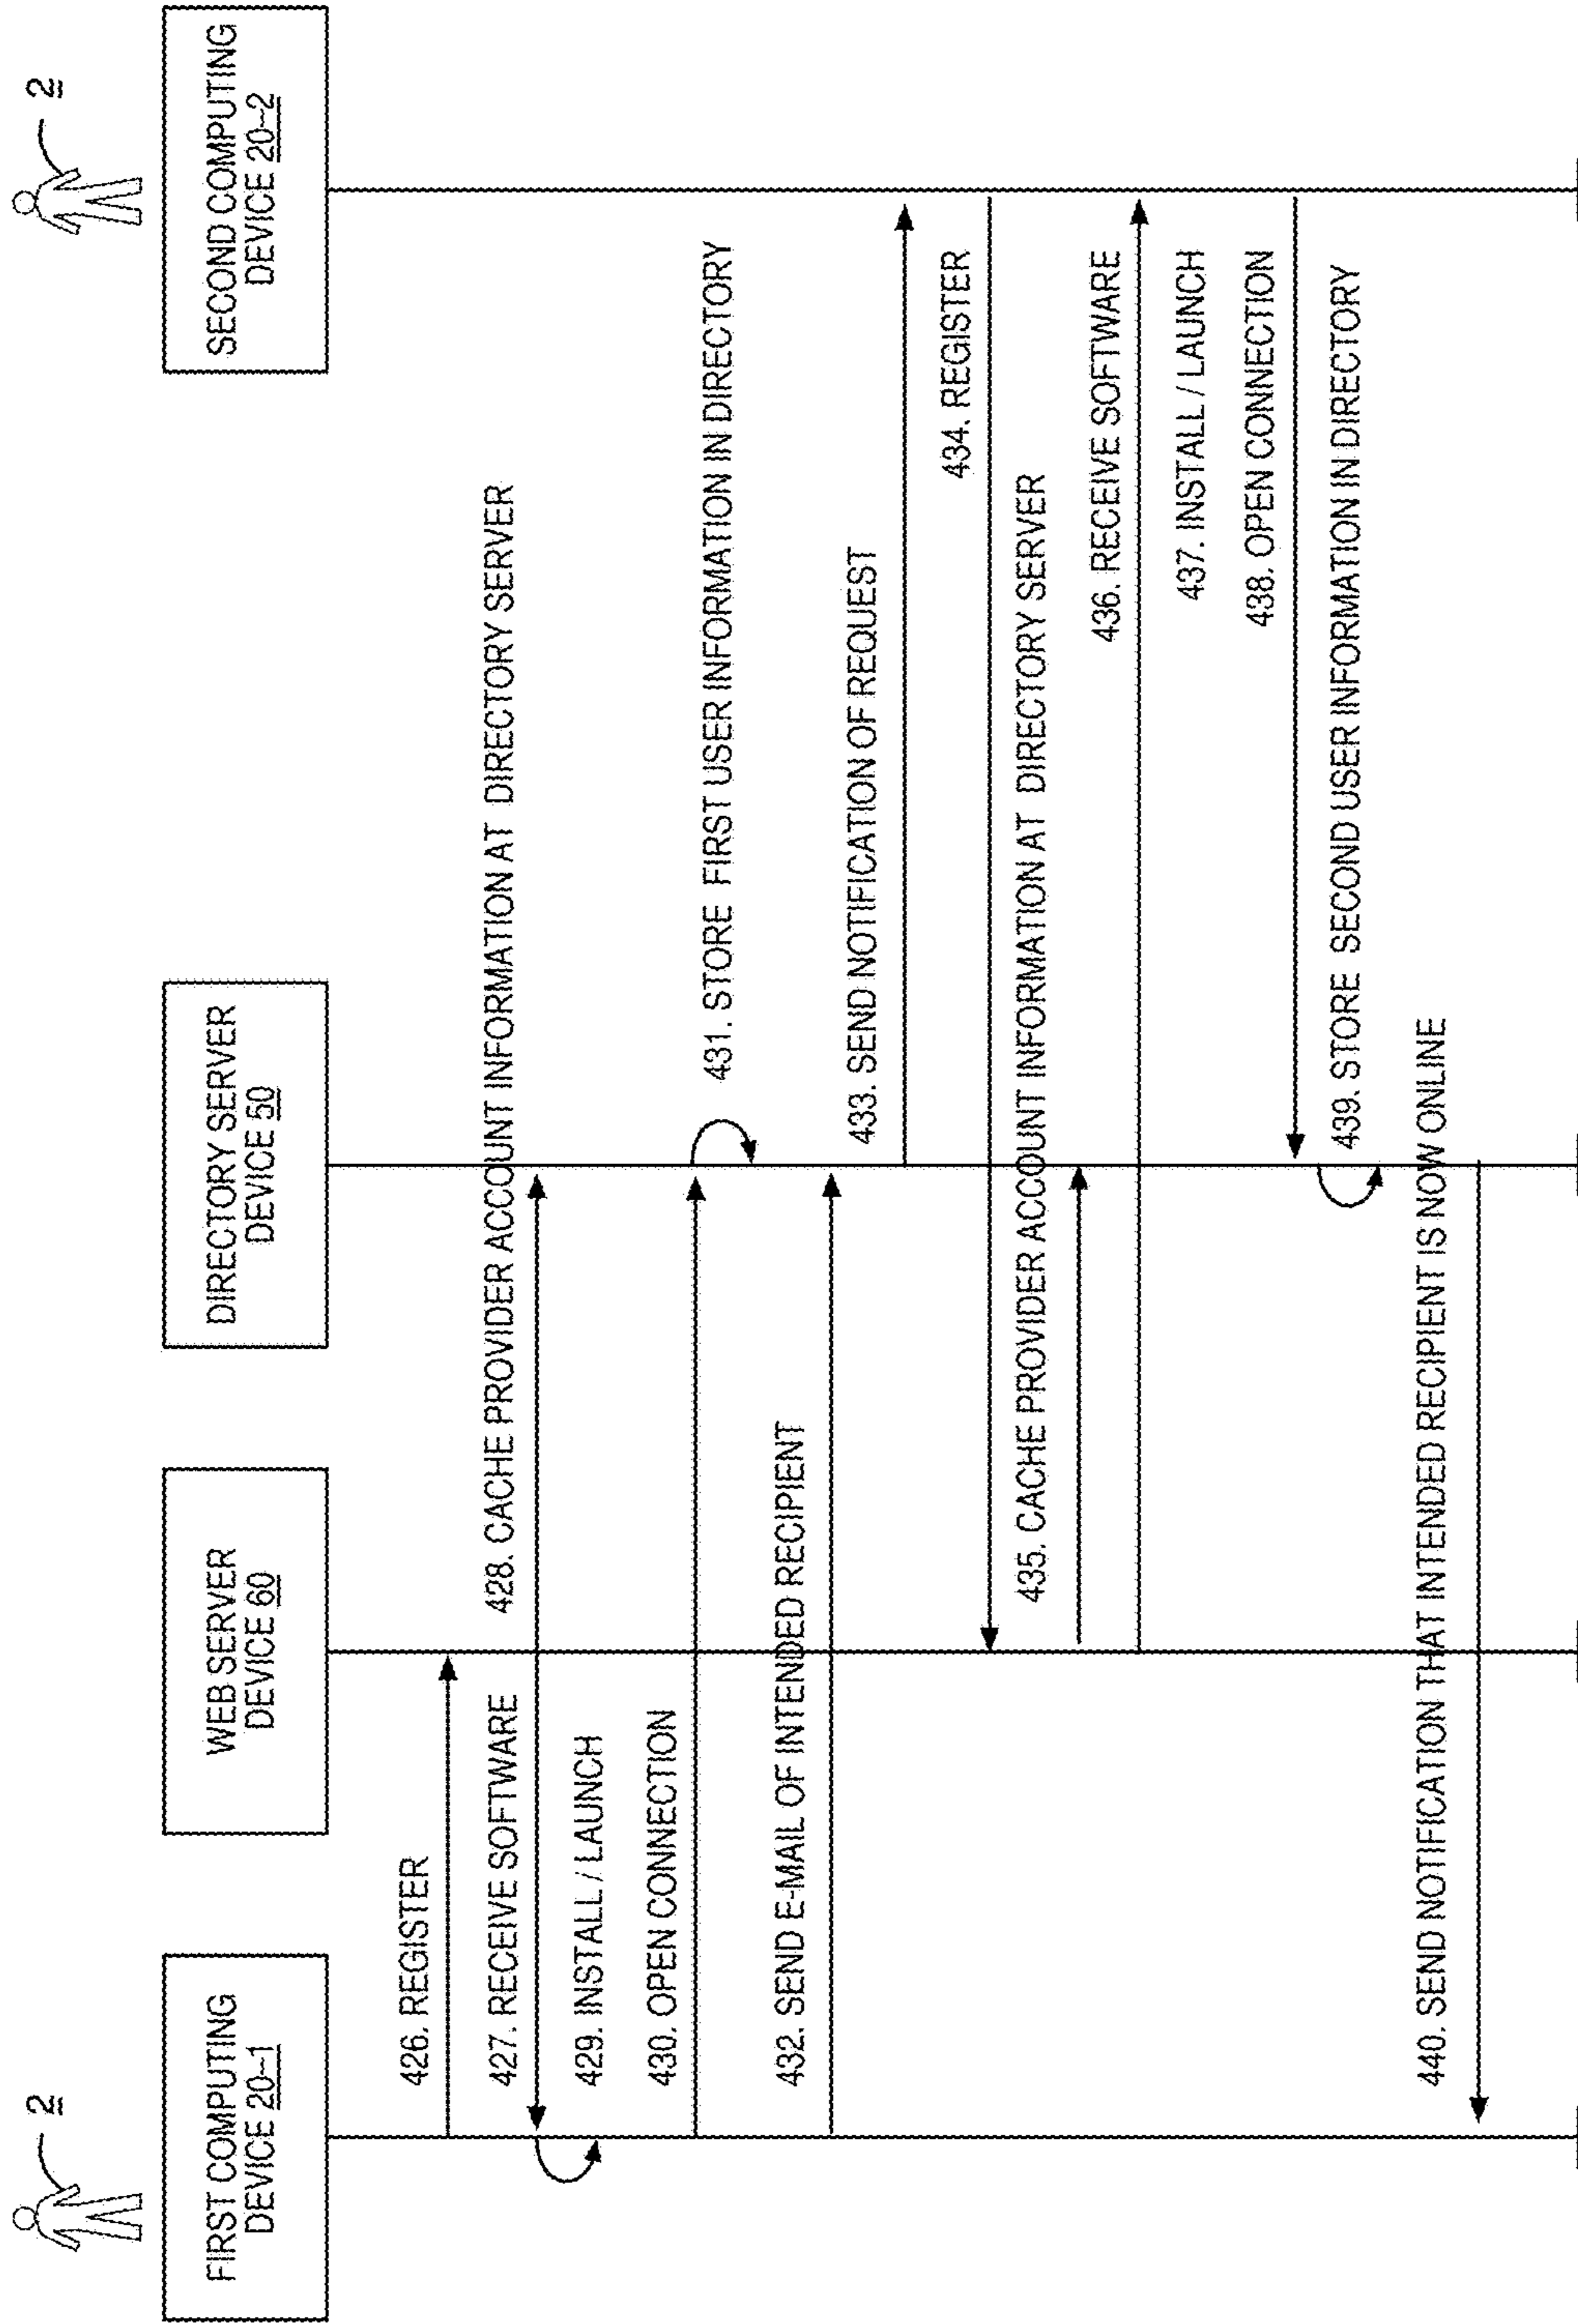 2
2
FIRST COMPUTING
DEVICE 20-1
WEB SERVER
DEVICE 60
DIRECTORY SERVER
DEVICE 50
SECOND COMPUTING
DEVICE 20-2
426. REGISTER
427. RECEIVE SOFTWARE
428. CACHE PROVIDER ACCOUNT INFORMATION AT DIRECTORY SERVER
429. INSTALL / LAUNCH
430. OPEN CONNECTION
431. STORE FIRST USER INFORMATION IN DIRECTORY
432. SEND E-MAIL OF INTENDED RECIPIENT
433. SEND NOTIFICATION OF REQUEST
434. REGISTER
435. CACHE PROVIDER ACCOUNT INFORMATION AT DIRECTORY SERVER
436. RECEIVE SOFTWARE
437. INSTALL / LAUNCH
438. OPEN CONNECTION
439. STORE SECOND USER INFORMATION IN DIRECTORY
440. SEND NOTIFICATION THAT INTENDED RECIPIENT IS NOW ONLINE